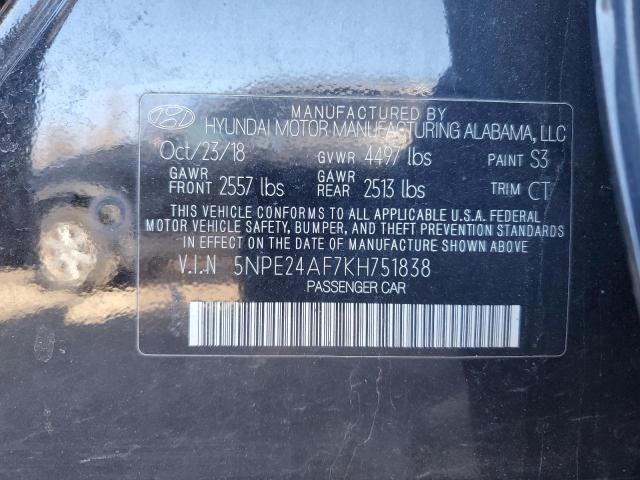 MANUFACTURED BY
HYUNDAI MOTOR MANUFACTURING ALABAMA, LLC
Oct/23/18 GVWR 4497 lbs PAINT S3
GAWR FRONT 2557 lbs GAWR REAR 2513 lbs TRIM CT
THIS VEHICLE CONFORMS TO ALL APPLICABLE U.S.A. FEDERAL
MOTOR VEHICLE SAFETY, BUMPER, AND THEFT PREVENTION STANDARDS
IN EFFECT ON THE DATE OF MANUFACTURE SHOWN ABOVE
V.I.N 5NPE24AF7KH751838
PASSENGER CAR